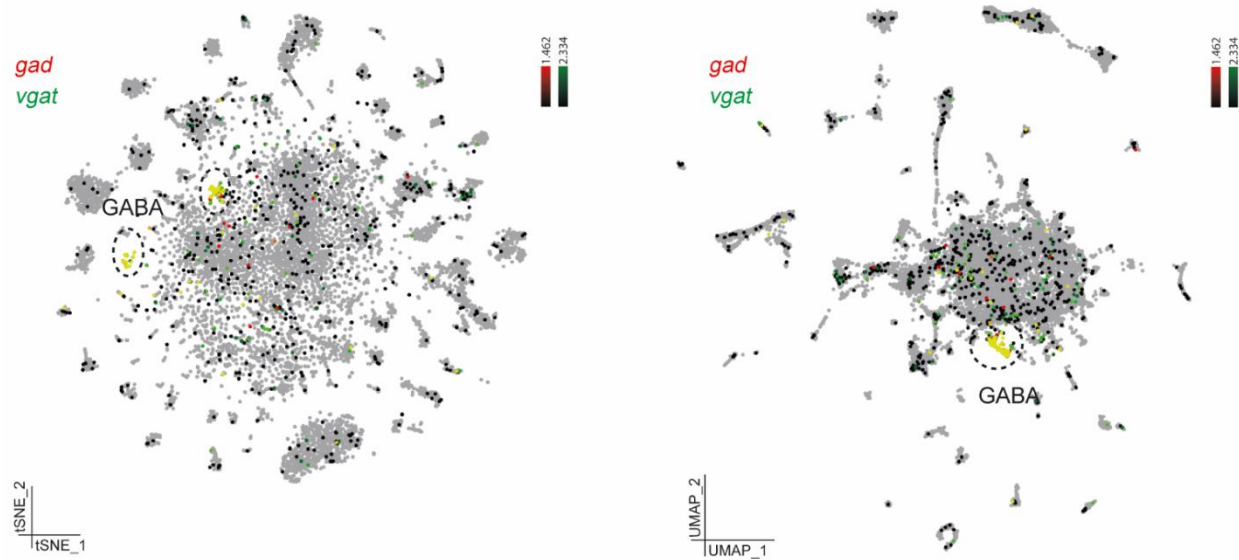 gad
vgat
1.462
2.334
GABA
tSNE_2
tSNE_1
gad
vgat
1.462
2.334
GABA
UMAP_2
UMAP_1